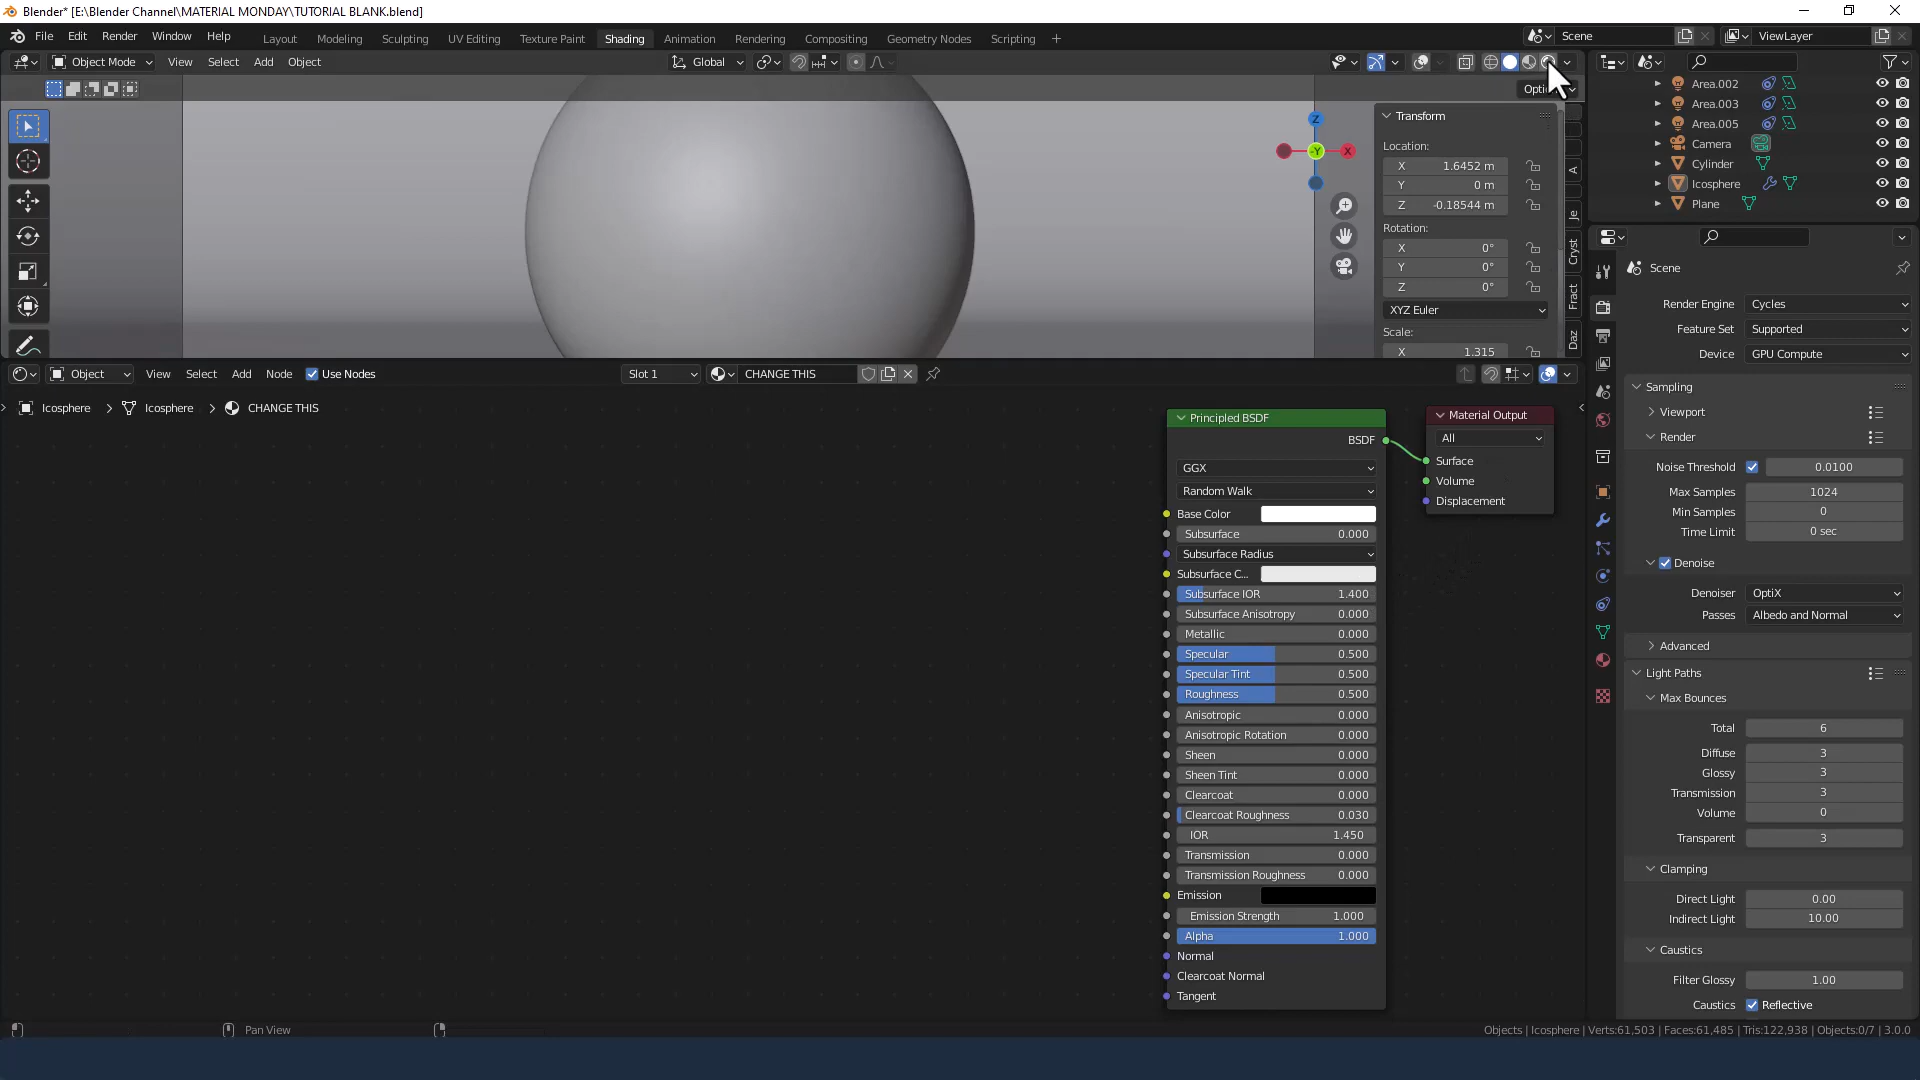 Blender* [E:\Blender Channel\MATERIAL MONDAY\TUTORIAL BLANK.blend]
File Edit Render Window Help Layout Modeling Sculpting UV Editing Texture Paint Shading Animation Rendering Compositing Geometry Nodes Scripting + Scene ViewLayer
Object Mode View Select Add Object Global
Options
Z
X
-Y
Transform
Location:
X 1.6452 m
Y 0 m
Z -0.18544 m
Rotation:
X 0°
Y 0°
Z 0°
XYZ Euler
Scale:
X 1.315
A
Je
Cryst
Fract
Daz
Area.002
Area.003
Area.005
Camera
Cylinder
Icosphere
Plane
Scene
Render Engine Cycles
Feature Set Supported
Device GPU Compute
Sampling
Viewport
Render
Noise Threshold 0.0100
Max Samples 1024
Min Samples 0
Time Limit 0 sec
Denoise
Denoiser OptiX
Passes Albedo and Normal
Advanced
Light Paths
Max Bounces
Total 6
Diffuse 3
Glossy 3
Transmission 3
Volume 0
Transparent 3
Clamping
Direct Light 0.00
Indirect Light 10.00
Caustics
Filter Glossy 1.00
Caustics Reflective
Object View Select Add Node Use Nodes Slot 1 CHANGE THIS
Icosphere > Icosphere > CHANGE THIS
Principled BSDF
BSDF
GGX
Random Walk
Base Color
Subsurface 0.000
Subsurface Radius
Subsurface C...
Subsurface IOR 1.400
Subsurface Anisotropy 0.000
Metallic 0.000
Specular 0.500
Specular Tint 0.500
Roughness 0.500
Anisotropic 0.000
Anisotropic Rotation 0.000
Sheen 0.000
Sheen Tint 0.000
Clearcoat 0.000
Clearcoat Roughness 0.030
IOR 1.450
Transmission 0.000
Transmission Roughness 0.000
Emission
Emission Strength 1.000
Alpha 1.000
Normal
Clearcoat Normal
Tangent
Material Output
All
Surface
Volume
Displacement
Pan View
Objects | Icosphere | Verts:61,503 | Faces:61,485 | Tris:122,938 | Objects:0/7 | 3.0.0